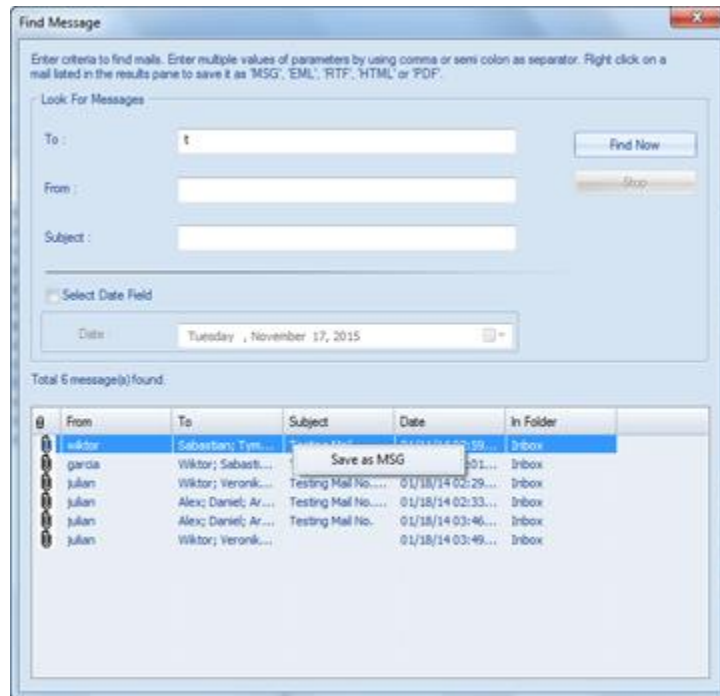 Find Message
Enter criteria to find mails. Enter multiple values of parameters by using comma or semi colon as separator. Right click on a
mail listed in the results pane to save it as 'MSG', 'EML', 'RTF', 'HTML' or 'PDF'.
Look For Messages
To :
t
Find Now
Stop
From :
Subject :
Select Date Field
Date
Tuesday , November 17, 2015
Total 6 message(s) found.
From To Subject Date In Folder
wiktor Sabastian; Tym... Inbox
Save as MSG
garcia Wiktor; Sabasti... Inbox
julian Wiktor; Veronik... Testing Mail No.... 01/18/14 02:29... Inbox
julian Alex; Daniel; Ar... Testing Mail No.... 01/18/14 02:33... Inbox
julian Alex; Daniel; Ar... Testing Mail No. 01/18/14 03:46... Inbox
julian Wiktor; Veronik... 01/18/14 03:49... Inbox